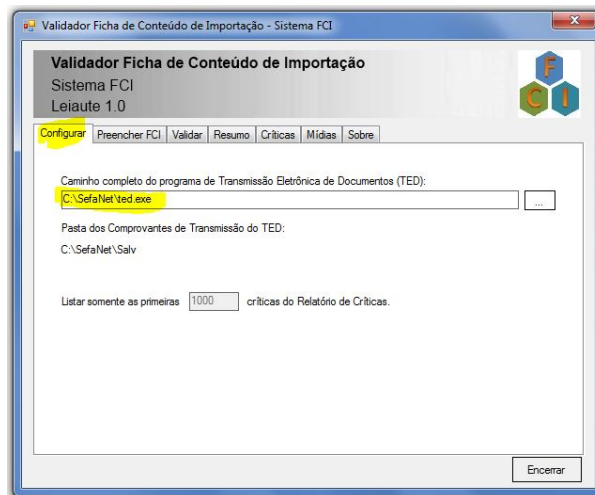 Validador Ficha de Conteúdo de Importação - Sistema FCI
Validador Ficha de Conteúdo de Importação
Sistema FCI
Leiaute 1.0
F
C I
Configurar Preencher FCI Validar Resumo Críticas Mídias Sobre
Caminho completo do programa de Transmissão Eletrônica de Documentos (TED):
C:\SefaNet\ted.exe ...
Pasta dos Comprovantes de Transmissão do TED:
C:\SefaNet\Salv
Listar somente as primeiras 1000 críticas do Relatório de Críticas.
Encerrar